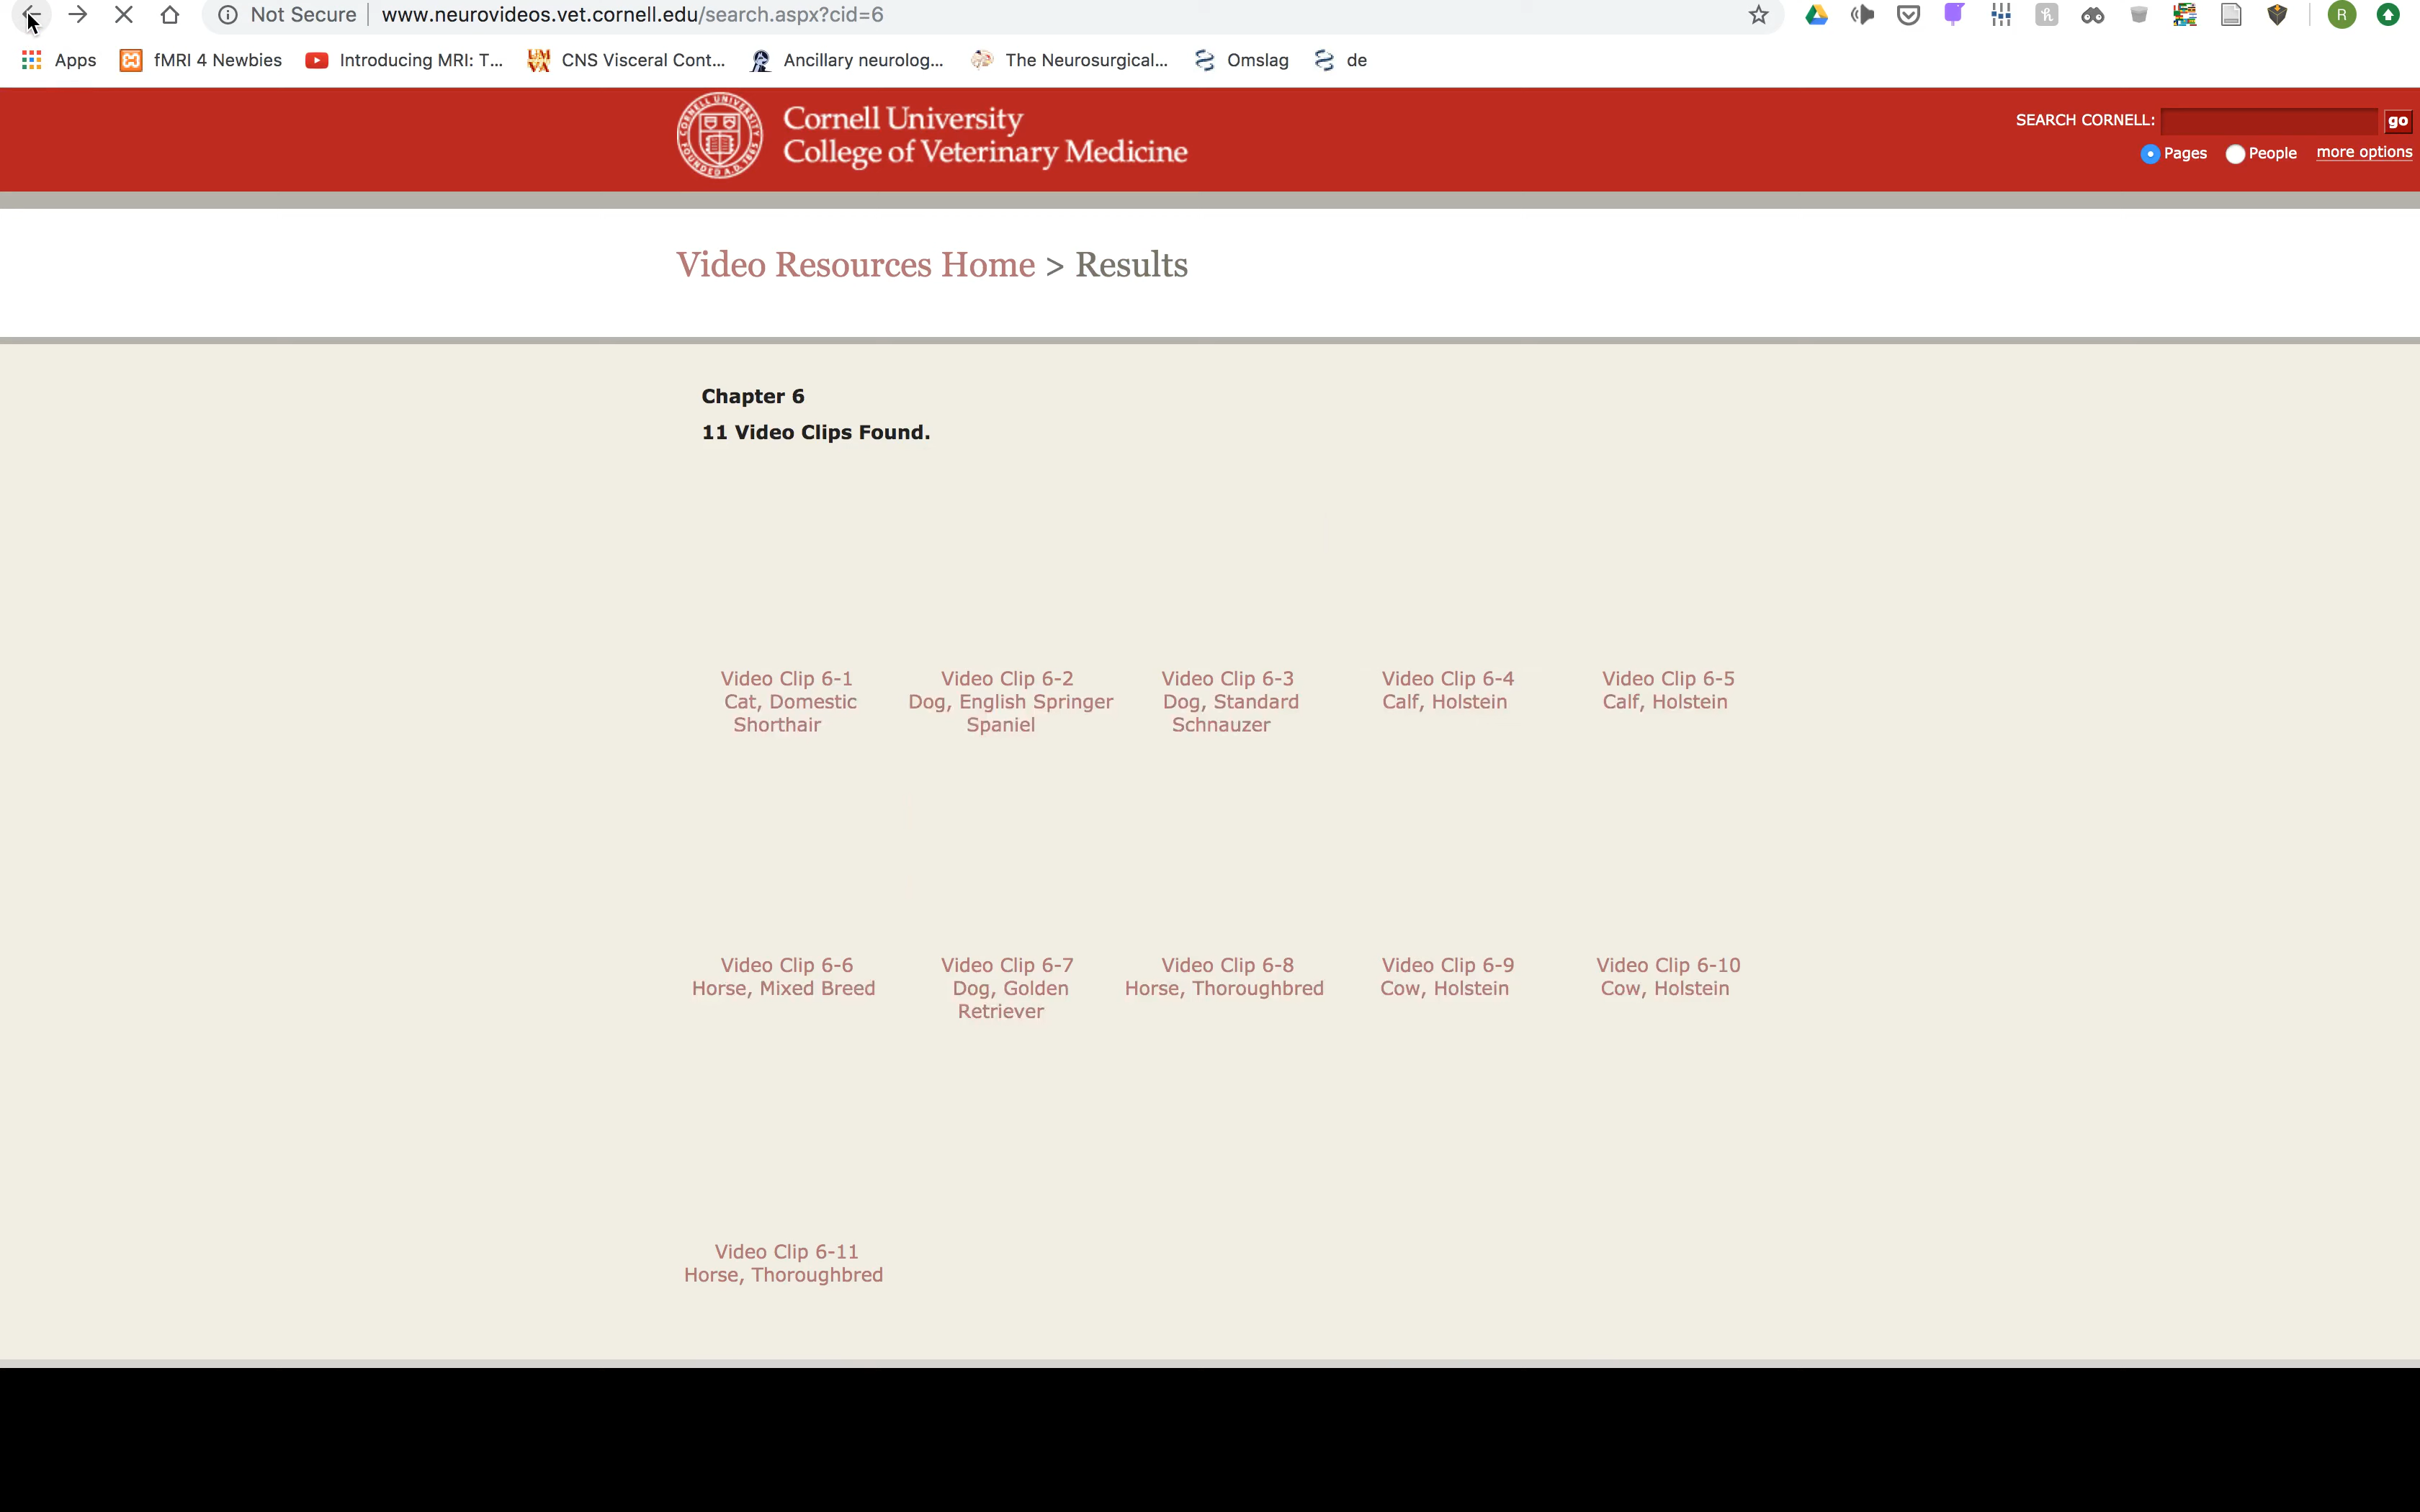 Not Secure www.neurovideos.vet.cornell.edu/search.aspx?cid=6
R
Apps fMRI 4 Newbies Introducing MRI: T... CNS Visceral Cont... Ancillary neurolog... The Neurosurgical... Omslag de
Cornell University
College of Veterinary Medicine
SEARCH CORNELL: go
Pages People more options
Video Resources Home > Results
Chapter 6
11 Video Clips Found.
Video Clip 6-1
Cat, Domestic
Shorthair
Video Clip 6-2
Dog, English Springer
Spaniel
Video Clip 6-3
Dog, Standard
Schnauzer
Video Clip 6-4
Calf, Holstein
Video Clip 6-5
Calf, Holstein
Video Clip 6-6
Horse, Mixed Breed
Video Clip 6-7
Dog, Golden
Retriever
Video Clip 6-8
Horse, Thoroughbred
Video Clip 6-9
Cow, Holstein
Video Clip 6-10
Cow, Holstein
Video Clip 6-11
Horse, Thoroughbred